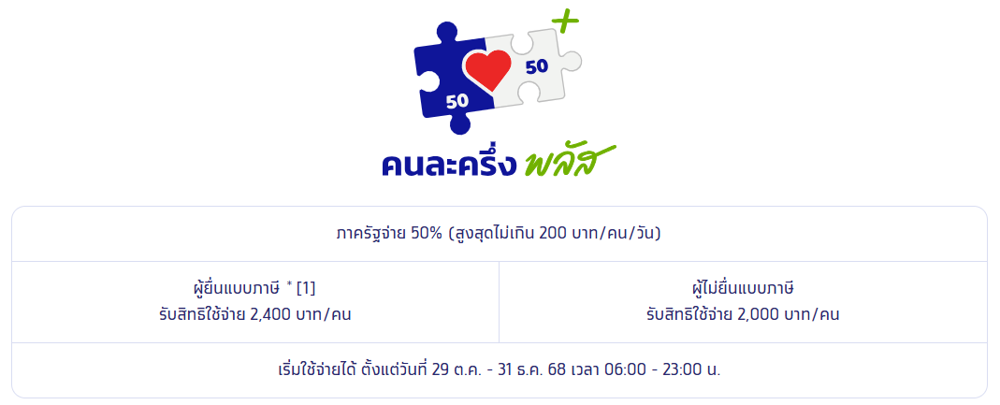 50
50
คนละครึ่ง พลัส
ภาครัฐจ่าย 50% (สูงสุดไม่เกิน 200 บาท/คน/วัน)
ผู้ยื่นแบบภาษี * [1]
รับสิทธิใช้จ่าย 2,400 บาท/คน
ผู้ไม่ยื่นแบบภาษี
รับสิทธิใช้จ่าย 2,000 บาท/คน
เริ่มใช้จ่ายได้ ตั้งแต่วันที่ 29 ต.ค. - 31 ธ.ค. 68 เวลา 06:00 - 23:00 น.